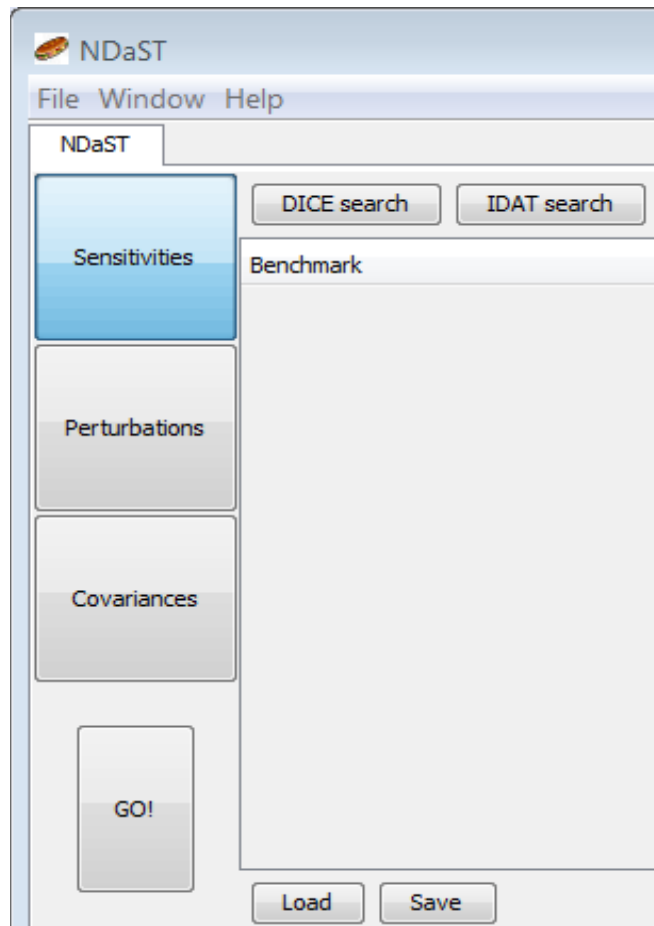 NDaST
File Window Help
NDaST
Sensitivities
DICE search IDAT search
Benchmark
Perturbations
Covariances
GO!
Load Save